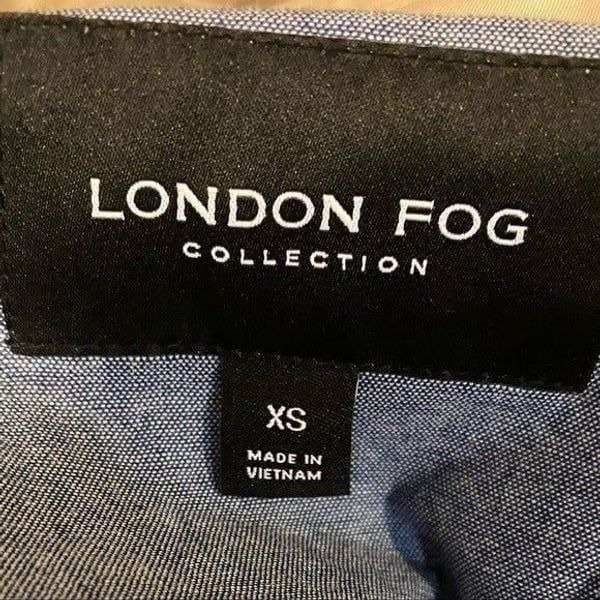 LONDON FOG
COLLECTION
XS
MADE IN
VIETNAM